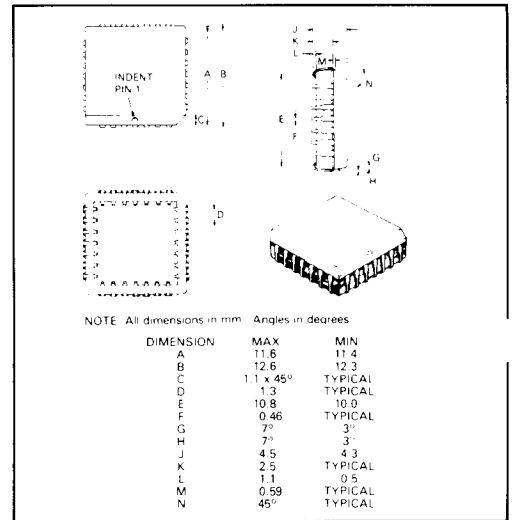 J
K
L
M
INDENT
PIN 1
A B
N
C
E
F
G
H
D
NOTE All dimensions in mm Angles in degrees
DIMENSION MAX MIN
A 11.6 11.4
B 12.6 12.3
C 1.1 x 45° TYPICAL
D 1.3 TYPICAL
E 10.8 10.0
F 0.46 TYPICAL
G 7° 3°
H 7° 3°
J 4.5 4.3
K 2.5 TYPICAL
L 1.1 0.5
M 0.59 TYPICAL
N 45° TYPICAL